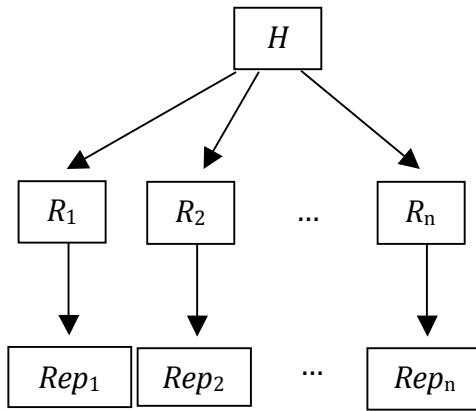 H
R₁ R₂ ... Rₙ
Rep₁ Rep₂ ... Repₙ